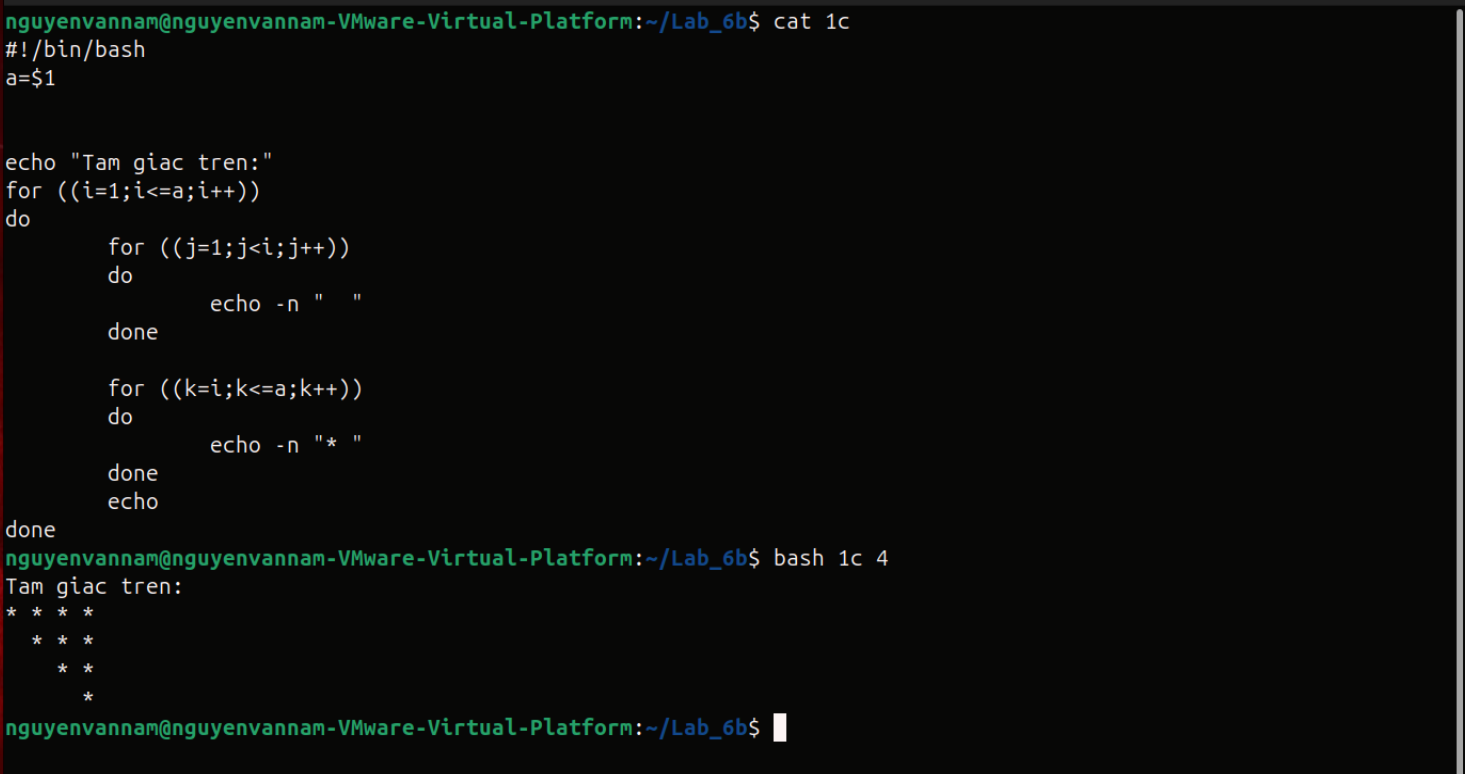 nguyenvannam@nguyenvannam-VMware-Virtual-Platform:~/Lab_6b$ cat 1c
#!/bin/bash
a=$1
echo "Tam giac tren:"
for ((i=1;i<=a;i++))
do
        for ((j=1;j<i;j++))
        do
                echo -n "  "
        done
        for ((k=i;k<=a;k++))
        do
                echo -n "* "
        done
        echo
done
nguyenvannam@nguyenvannam-VMware-Virtual-Platform:~/Lab_6b$ bash 1c 4
Tam giac tren:
* * * *
  * * *
    * *
      *
nguyenvannam@nguyenvannam-VMware-Virtual-Platform:~/Lab_6b$